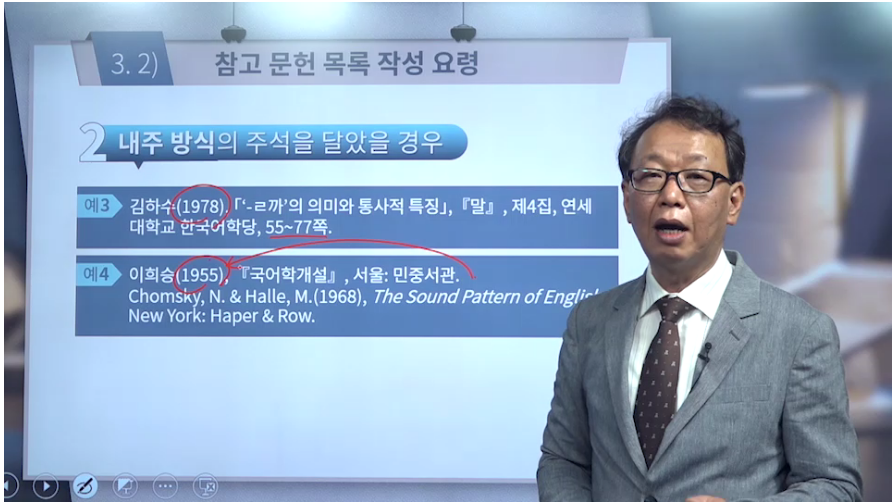 3. 2)
참고 문헌 목록 작성 요령
2 내주 방식의 주석을 달았을 경우
예3 김하수(1978), 「'-ㄹ까'의 의미와 통사적 특징」, 『말』, 제4집, 연세
대학교 한국어학당, 55~77쪽.
예4 이희승(1955), 『국어학개설』, 서울: 민중서관.
Chomsky, N. & Halle, M.(1968), The Sound Pattern of English
New York: Haper & Row.